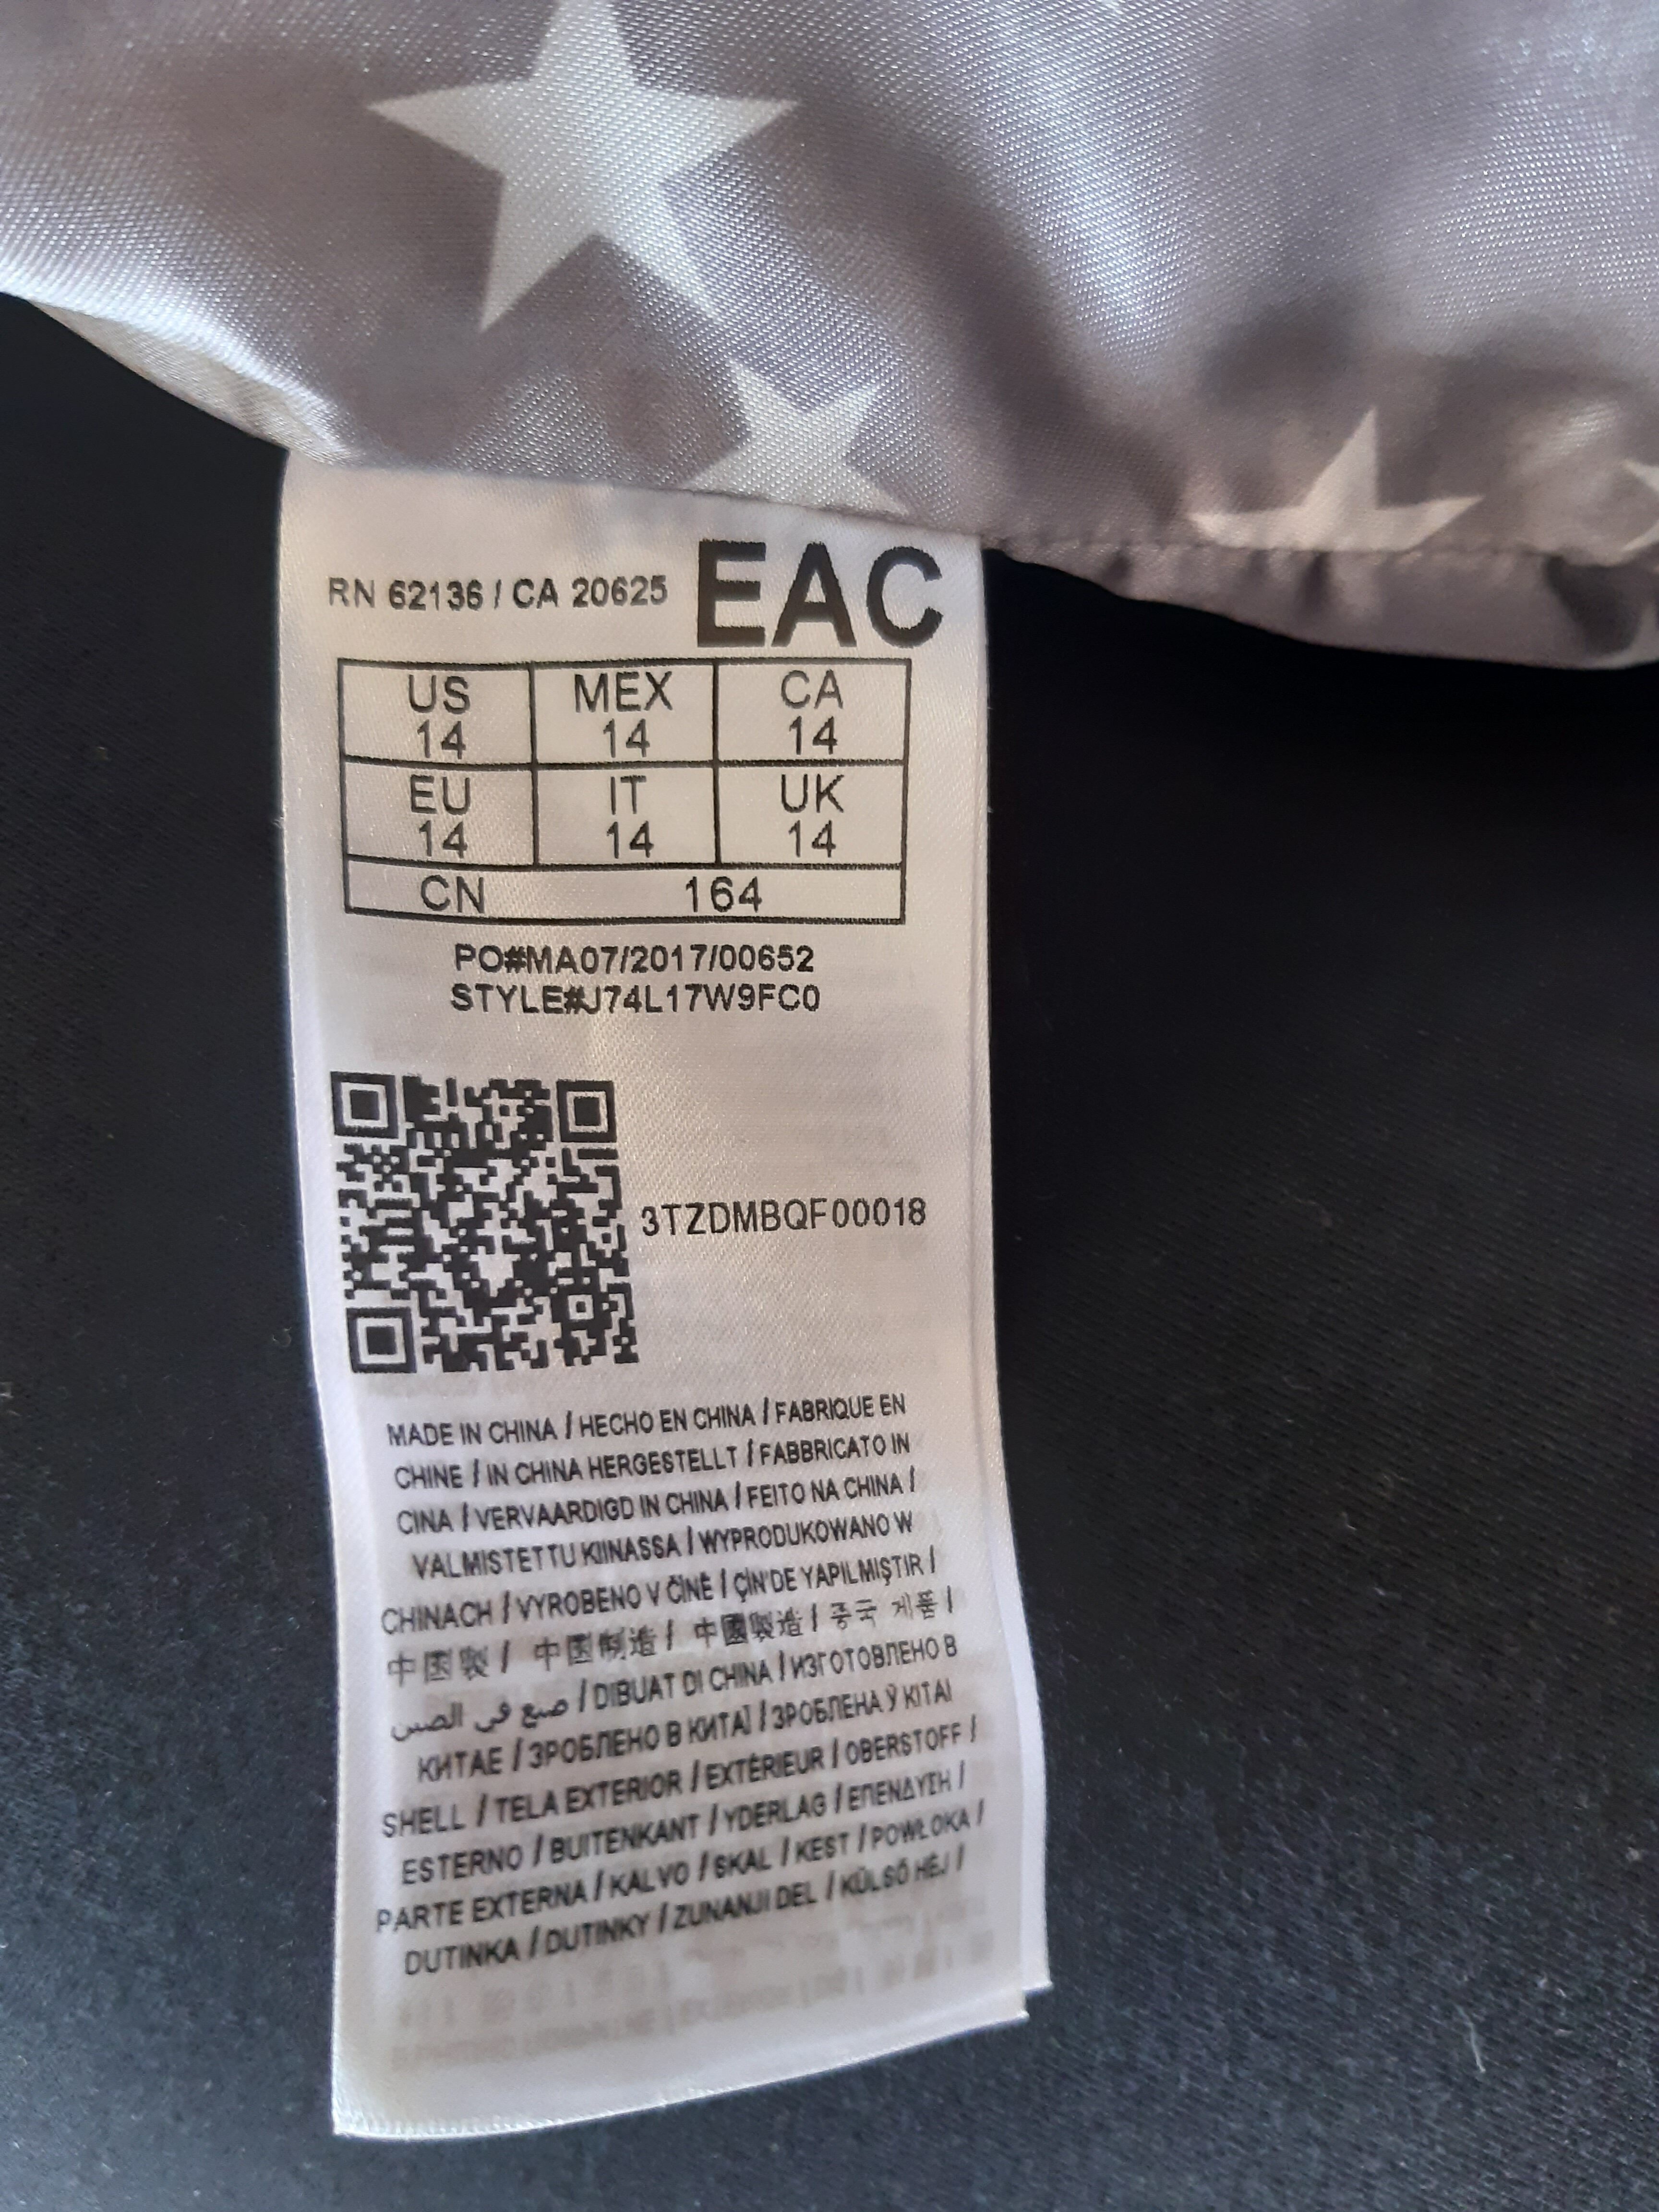 RN 62136 / CA 20625 EAC
US MEX CA
14 14 14
EU IT UK
14 14 14
CN 164
PO#MA07/2017/00652
STYLE#J74L17W9FC0
3TZDMBQF00018
MADE IN CHINA / HECHO EN CHINA / FABRIQUE EN
CHINE / IN CHINA HERGESTELLT / FABBRICATO IN
CINA / VERVAARDIGD IN CHINA / FEITO NA CHINA /
VALMISTETTU KIINASSA / WYPRODUKOWANO W
CHINACH / VYROBENO V ČÍNĚ / ÇIN'DE YAPILMIŞTIR /
中国製 / 中国制造 / 中國製造 / 중국 제품 /
صنع في الصين / DIBUAT DI CHINA / ИЗГОТОВЛЕНО В
КИТАЕ / ЗРОБЛЕНО В КИТАЇ / ЗРОБЛЕНА Ў КІТАІ
SHELL / TELA EXTERIOR / EXTÉRIEUR / OBERSTOFF /
ESTERNO / BUITENKANT / YDERLAG / ΕΠΕΝΔΥΣΗ /
PARTE EXTERNA / KALVO / SKAL / KEST / POWŁOKA /
DUTINKA / DUTINKY / ZUNANJI DEL / KÜLSŐ HÉJ /